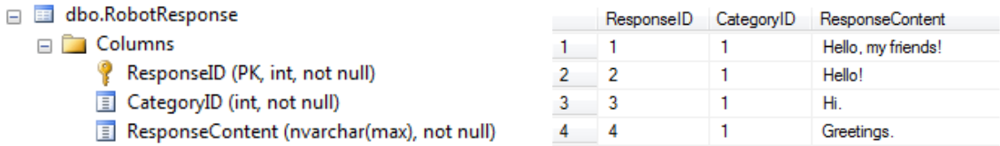 dbo.RobotResponse
Columns
ResponseID (PK, int, not null)
CategoryID (int, not null)
ResponseContent (nvarchar(max), not null)
ResponseID CategoryID ResponseContent
1 1 1 Hello, my friends!
2 2 1 Hello!
3 3 1 Hi.
4 4 1 Greetings.